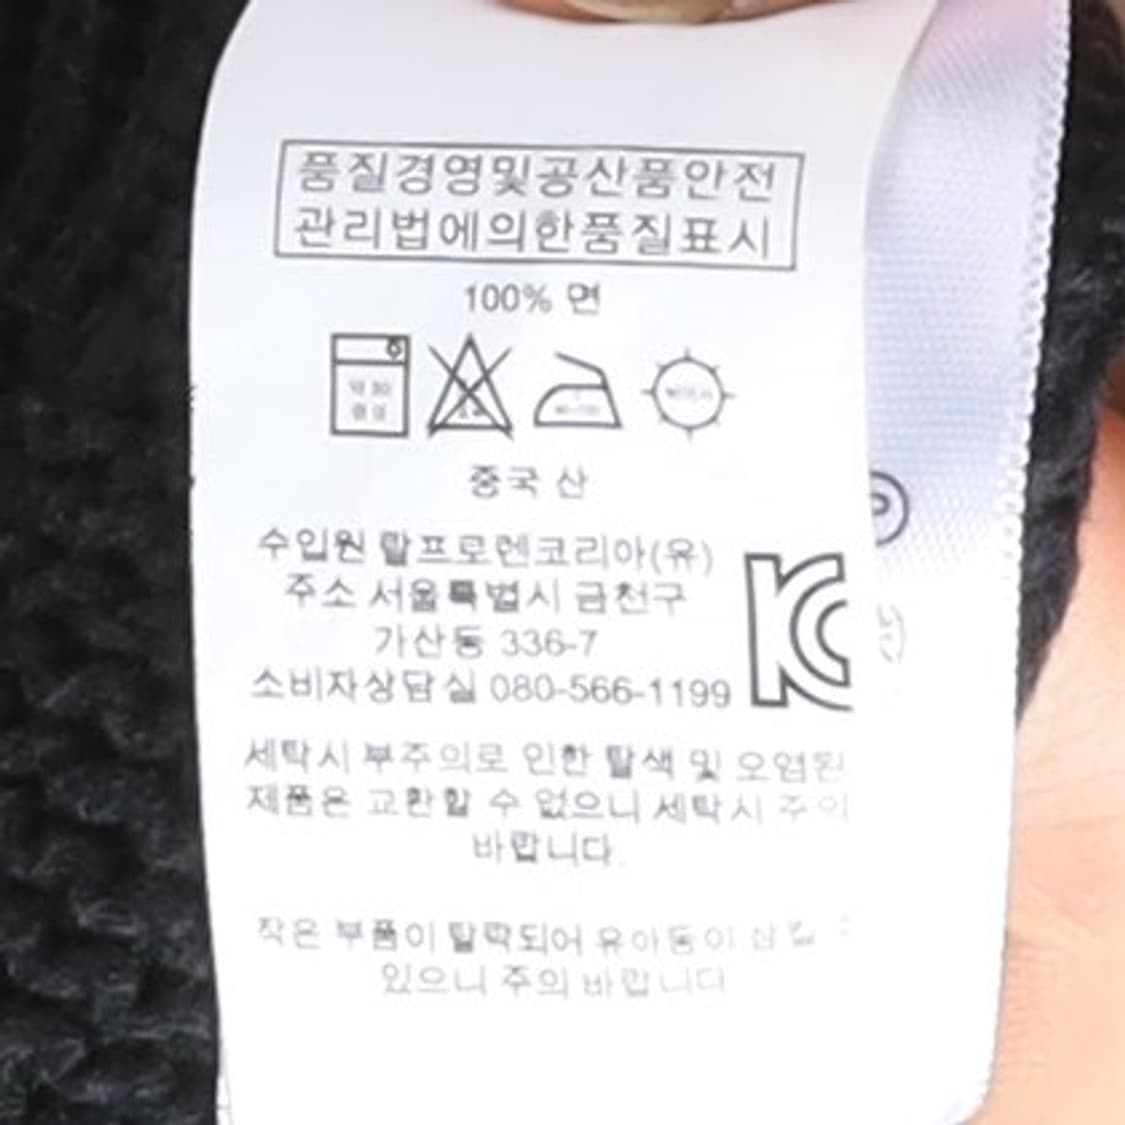 품질경영및공산품안전
관리법에의한품질표시
100% 면
중국 산
수입원 랄프로렌코리아(유)
주소 서울특별시 금천구
가산동 336-7
소비자상담실 080-566-1199
KC
세탁시 부주의로 인한 탈색 및 오염된
제품은 교환할 수 없으니 세탁시 주의
바랍니다.
작은 부품이 탈락되어 유아동이 삼킬
있으니 주의 바랍니다